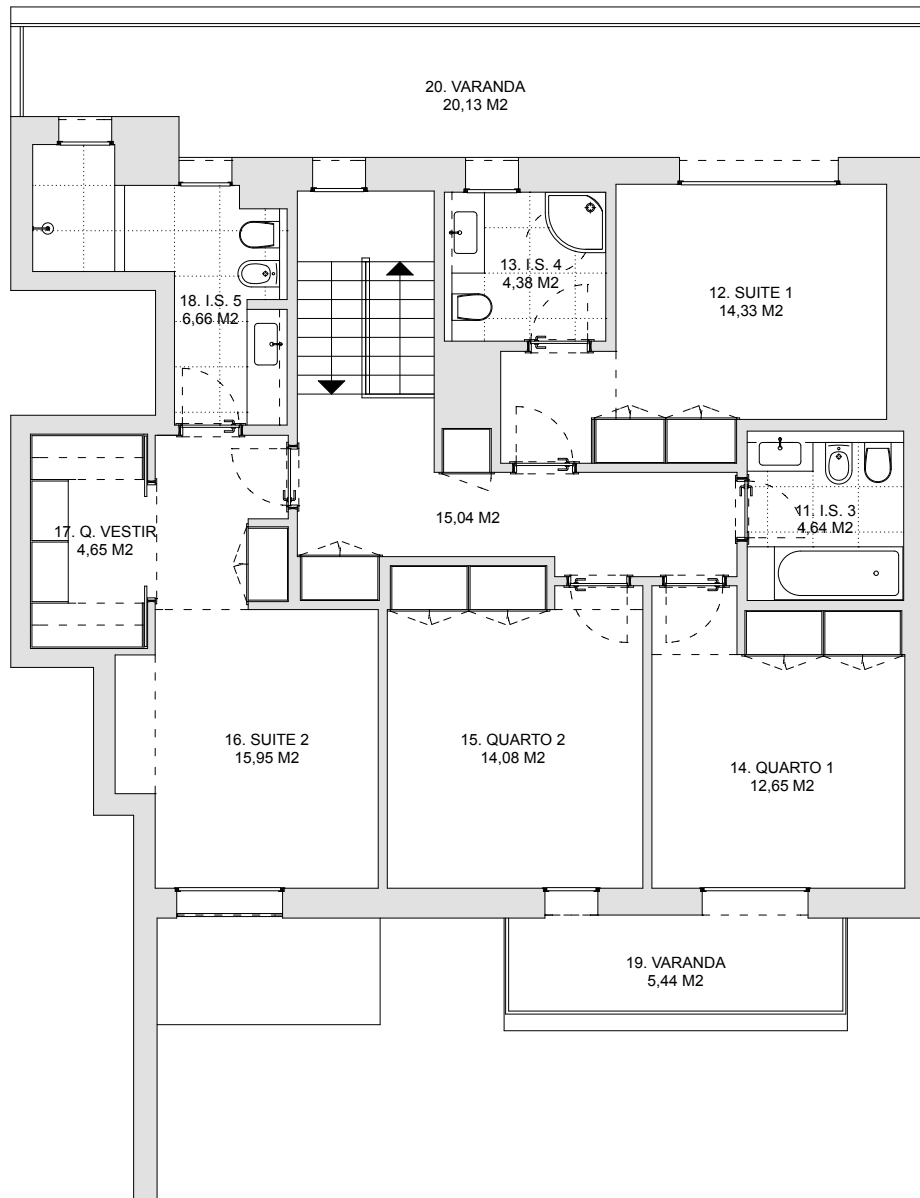 20. VARANDA
20,13 M2
13. I.S. 4
4,38 M2
12. SUITE 1
14,33 M2
18. I.S. 5
6,66 M2
17. Q. VESTIR
4,65 M2
15,04 M2
11. I.S. 3
4,64 M2
16. SUITE 2
15,95 M2
15. QUARTO 2
14,08 M2
14. QUARTO 1
12,65 M2
19. VARANDA
5,44 M2